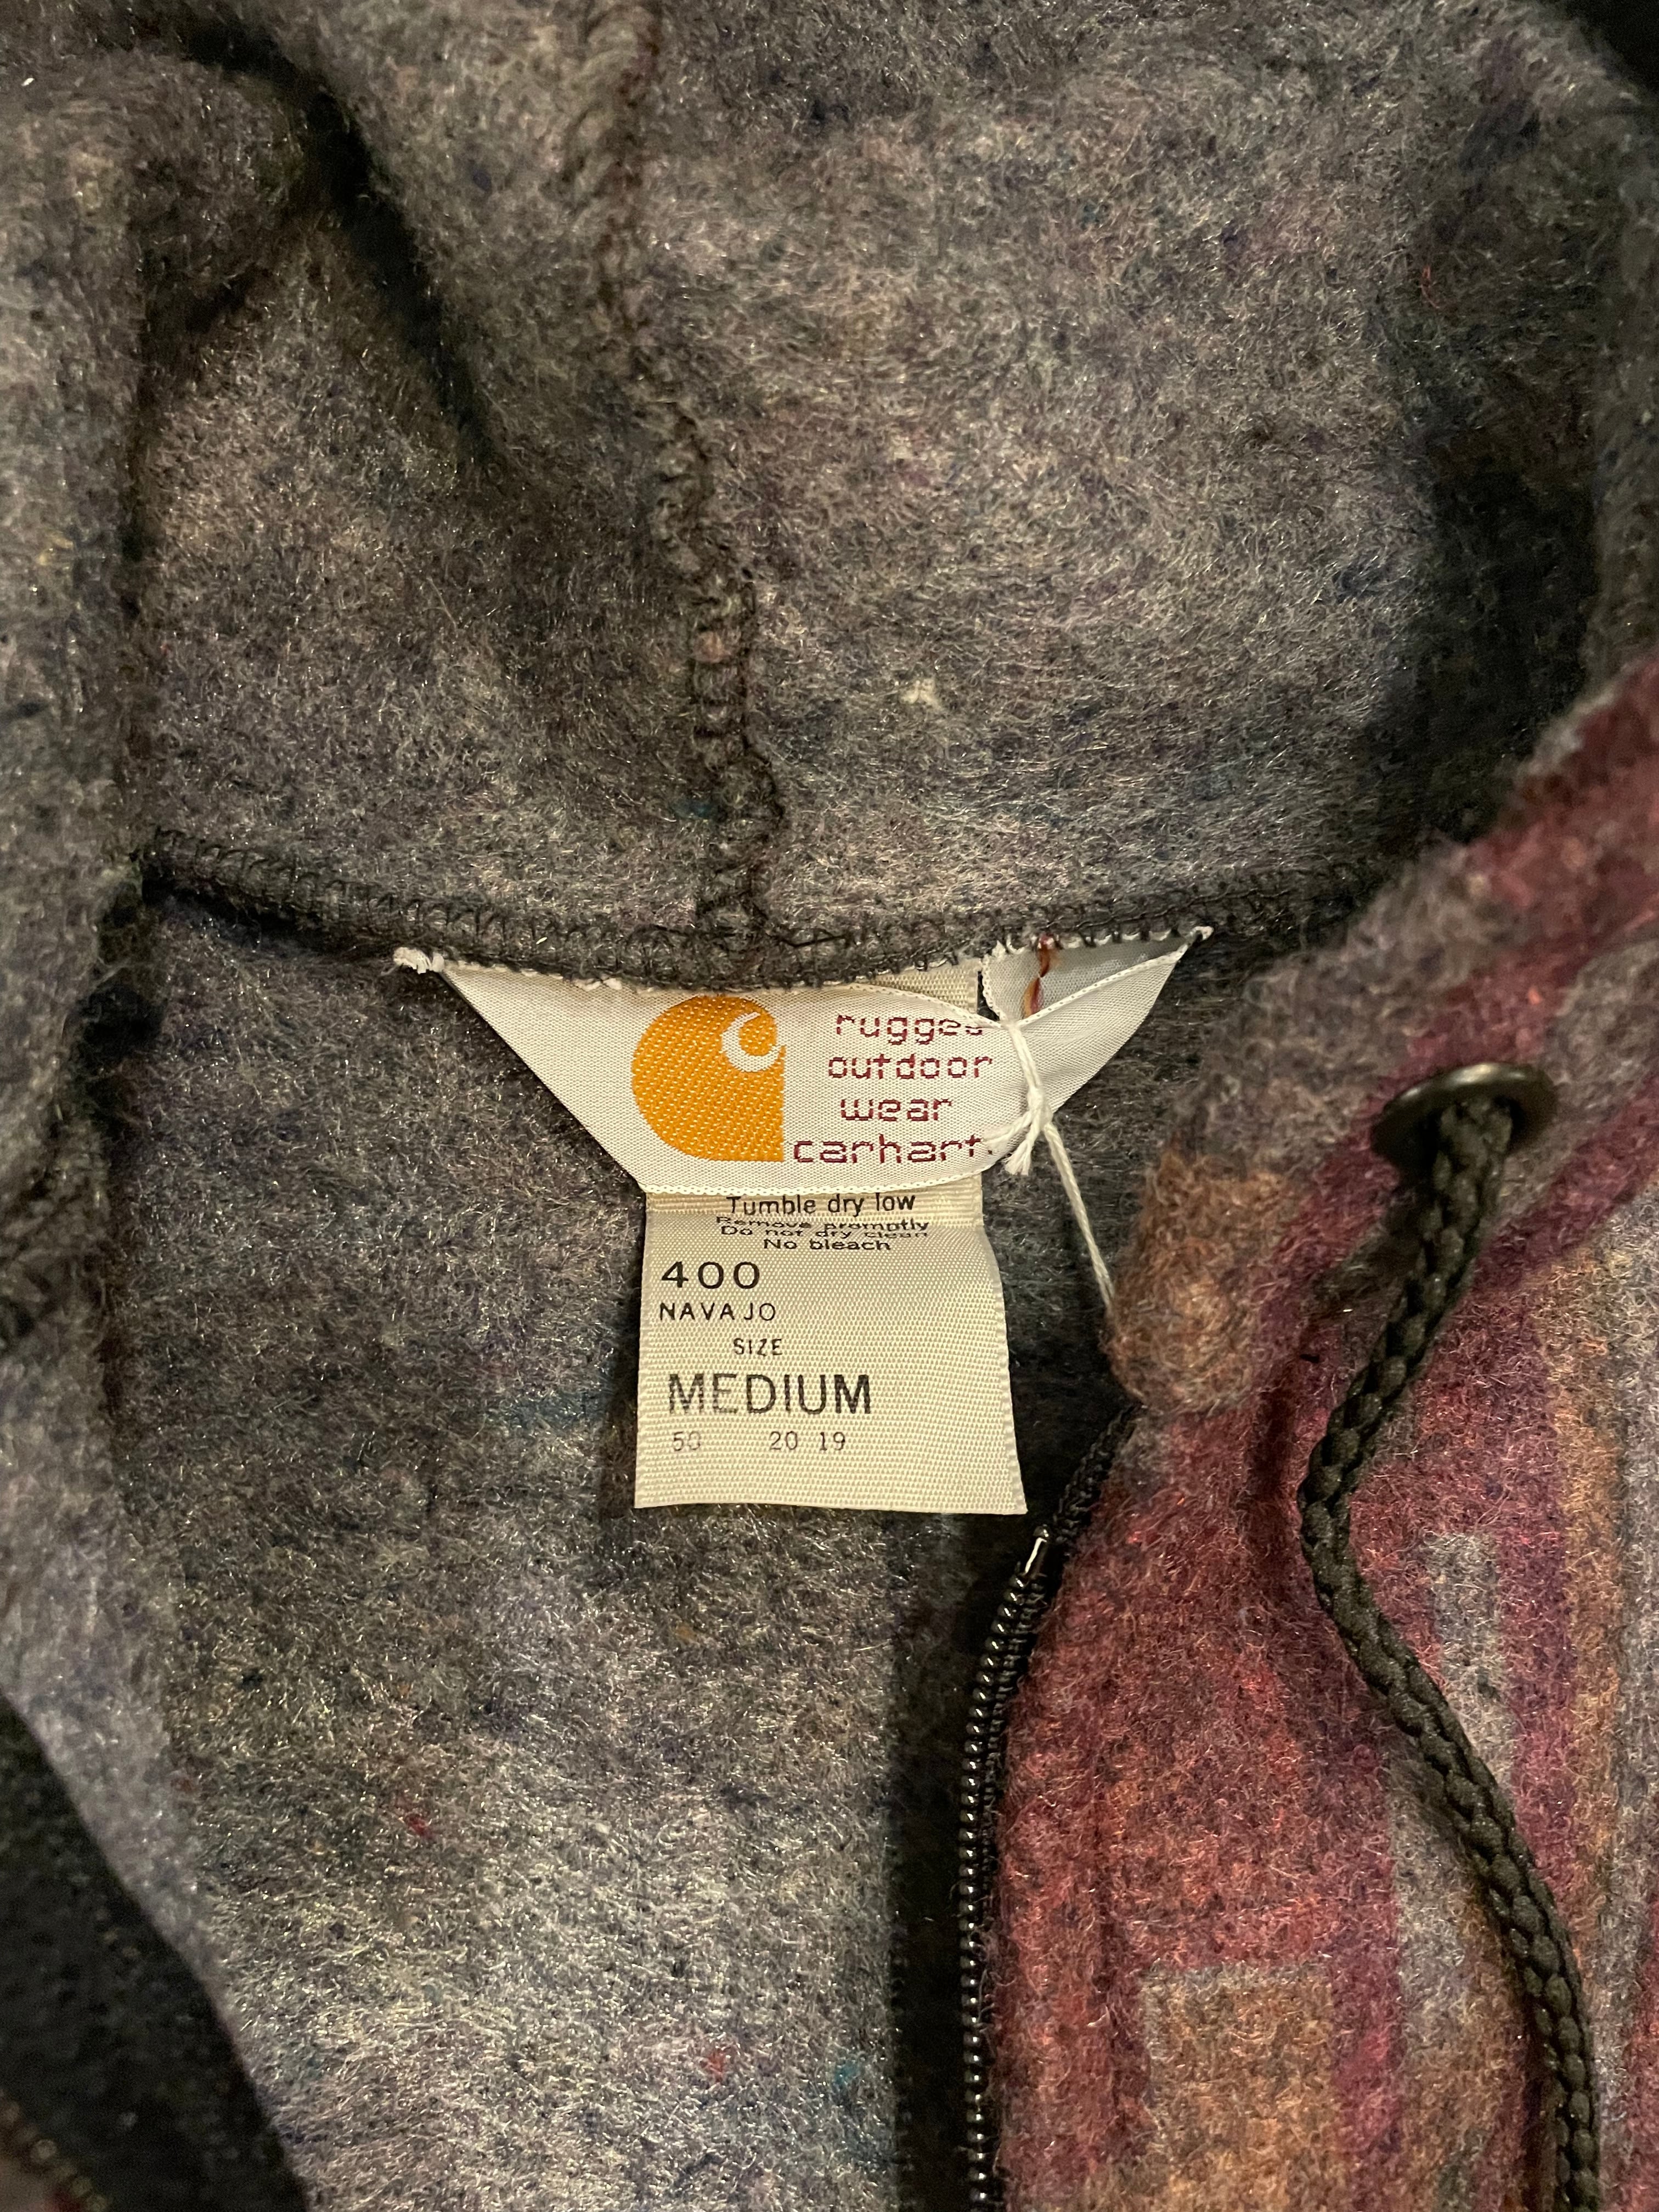 rugged
outdoor
wear
carhart
Tumble dry low
Remove promptly
Do not dry clean
No bleach
400
NAVAJO
SIZE
MEDIUM
50 20 19